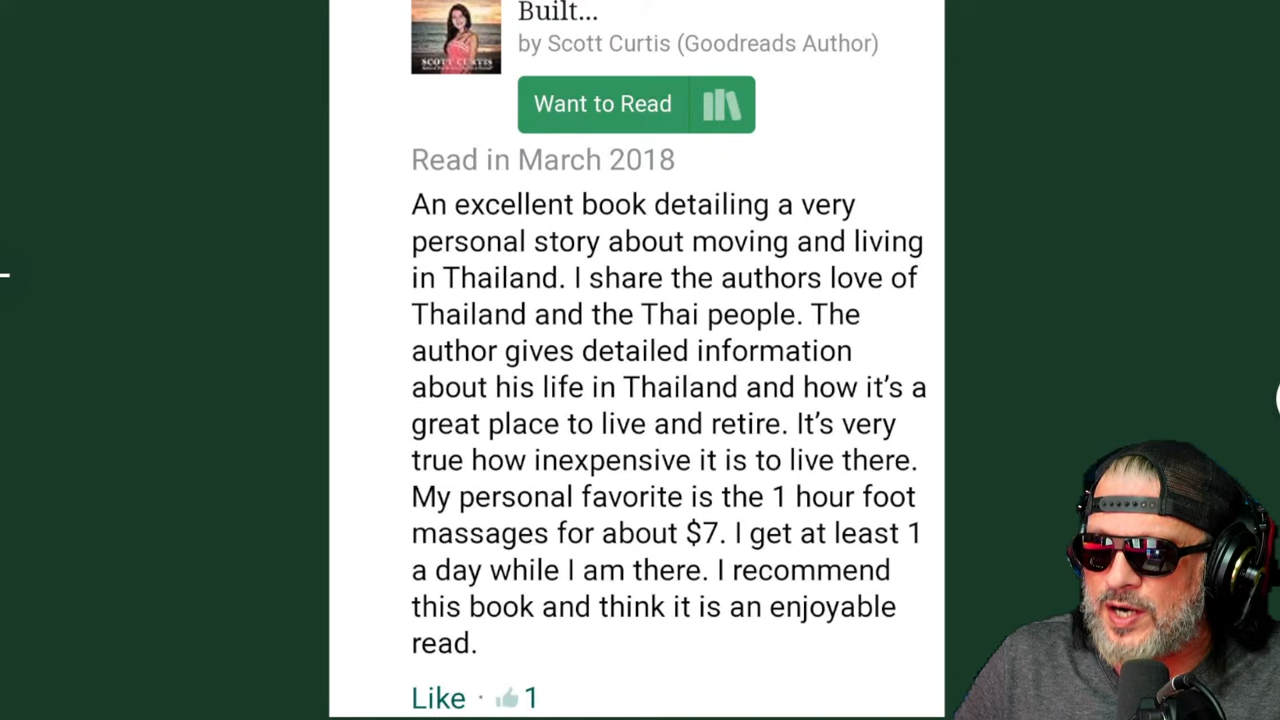 Built...
by Scott Curtis (Goodreads Author)
SCOTT CURTIS
Want to Read
Read in March 2018
An excellent book detailing a very
personal story about moving and living
in Thailand. I share the authors love of
Thailand and the Thai people. The
author gives detailed information
about his life in Thailand and how it’s a
great place to live and retire. It’s very
true how inexpensive it is to live there.
My personal favorite is the 1 hour foot
massages for about $7. I get at least 1
a day while I am there. I recommend
this book and think it is an enjoyable
read.
Like · 1